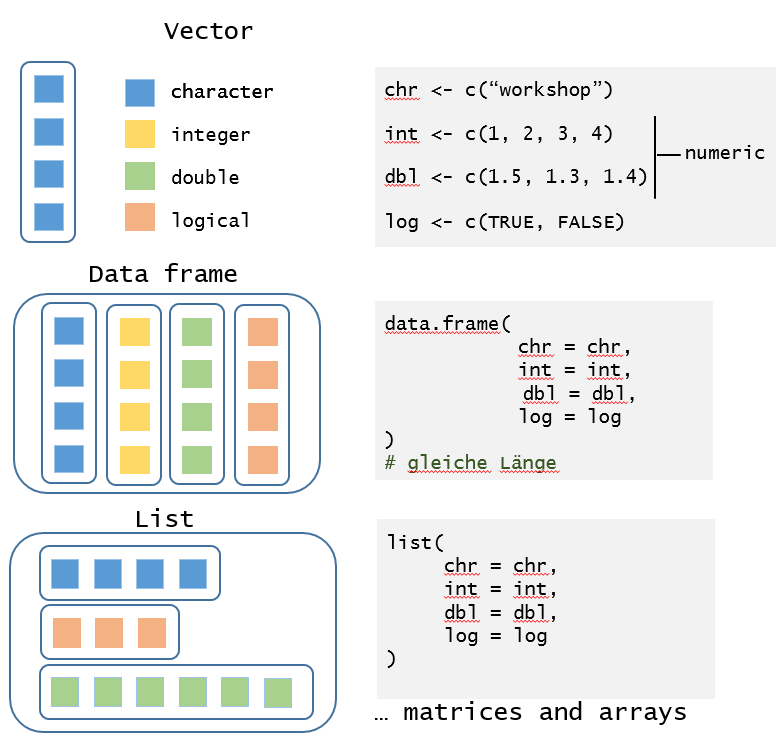 Vector
character
integer
double
logical
chr <- c(“workshop”)
int <- c(1, 2, 3, 4)
dbl <- c(1.5, 1.3, 1.4)
log <- c(TRUE, FALSE)
numeric
Data frame
data.frame(
chr = chr,
int = int,
dbl = dbl,
log = log
)
# gleiche Länge
List
list(
chr = chr,
int = int,
dbl = dbl,
log = log
)
… matrices and arrays